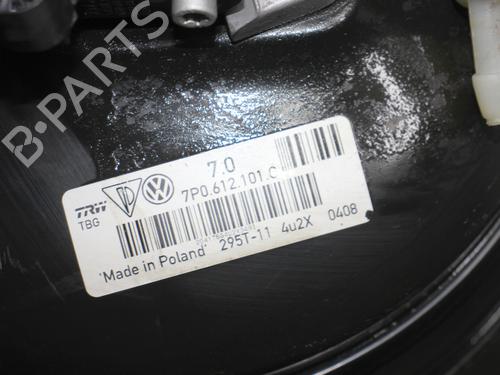 B-PARTS
7.0
7P0.612.101.C
TRW
TBG
Made in Poland 295T-11 4u2X 0408